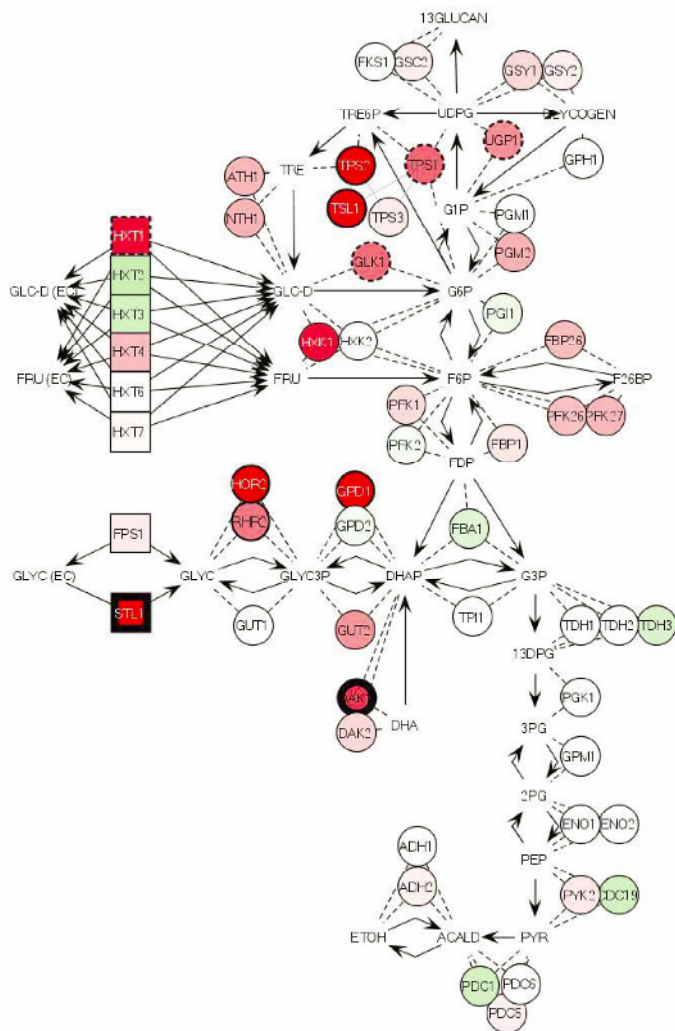 13GLUCAN
FKS1 GSC2 GSY1 GSY2
TRE6P UDPG GLYCOGEN
UGP1
ATH1 TRE TPS2 TPS1 GPH1
NTH1 TSL1 TPS3 G1P PGM1
HXT1 PGM2
HXT2 GLK1
GLC-D (EC) GLC-D G6P
HXT3 PGI1
HXT4 HXK1 HXK2 FBP26
FRU (EC) FRU F6P F26BP
HXT6 PFK1 PFK26 PFK27
HXT7 PFK2 FBP1
FDP
HOR2 GPD1
FPS1 RHR2 GPD2 FBA1
GLYC (EC) GLYC GLYC3P DHAP G3P
STL1 GUT1 GUT2 TPI1 TDH1 TDH2 TDH3
13DPG
DAK1 PGK1
DAK2 DHA 3PG
GPM1
2PG
ADH1 ENO1 ENO2
PEP
ADH2 PYK2 CDC19
ETOH ACALD PYR
PDC1 PDC6
PDC5